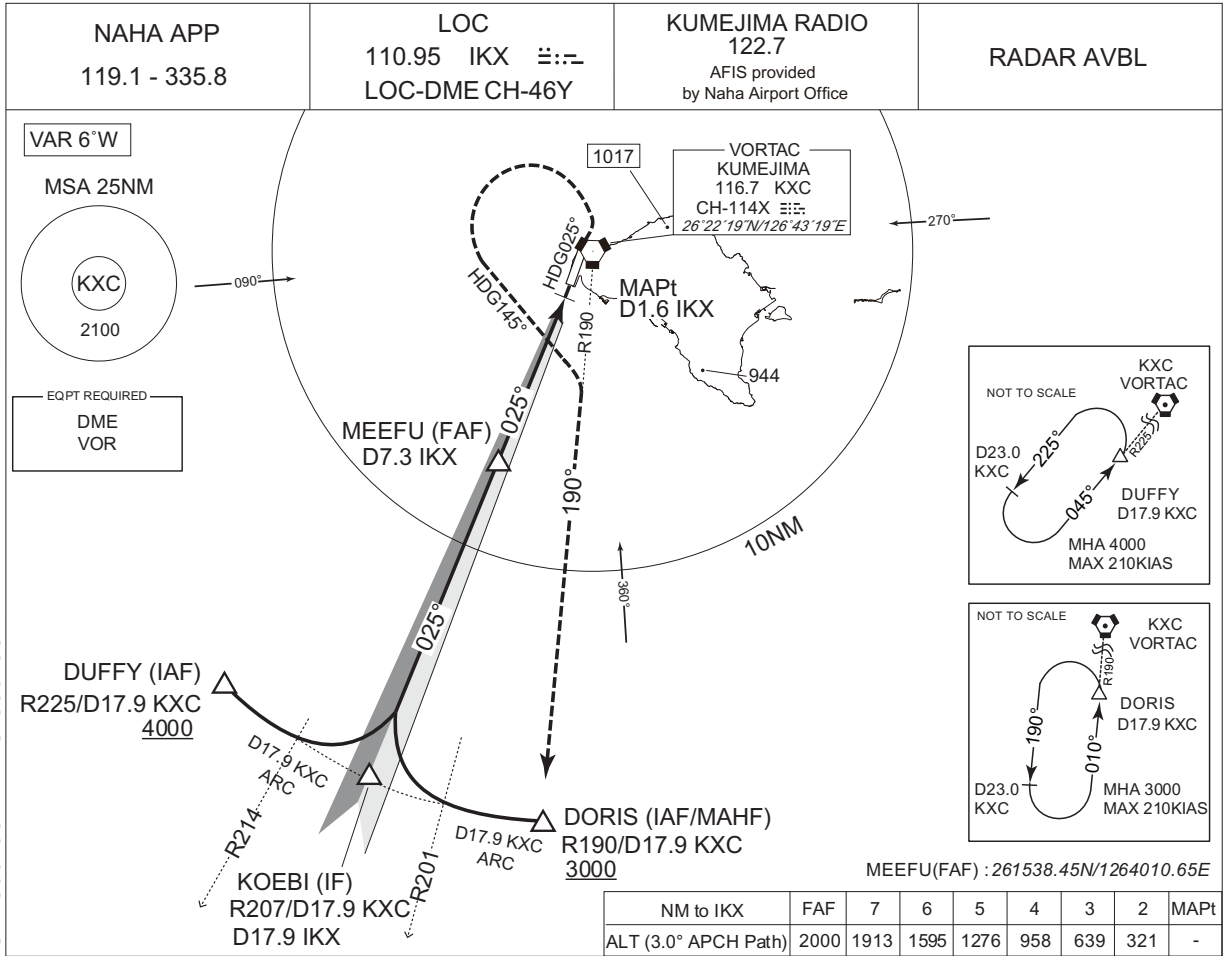 NAHA APP
119.1 - 335.8
LOC
110.95 IKX
LOC-DME CH-46Y
KUMEJIMA RADIO
122.7
AFIS provided
by Naha Airport Office
RADAR AVBL
VAR 6°W
MSA 25NM
KXC
2100
EQPT REQUIRED
DME
VOR
1017
VORTAC
KUMEJIMA
116.7 KXC
CH-114X
26°22′19″N/126°43′19″E
270°
090°
HDG025°
HDG145°
MAPt
D1.6 IKX
R190
944
025°
MEEFU (FAF)
D7.3 IKX
190°
10NM
360°
025°
NOT TO SCALE
KXC
VORTAC
R225
D23.0
KXC
225°
045°
DUFFY
D17.9 KXC
MHA 4000
MAX 210KIAS
NOT TO SCALE
KXC
VORTAC
R190
DORIS
D17.9 KXC
190°
010°
D23.0
KXC
MHA 3000
MAX 210KIAS
DUFFY (IAF)
R225/D17.9 KXC
4000
D17.9 KXC
ARC
R214
D17.9 KXC
ARC
R201
DORIS (IAF/MAHF)
R190/D17.9 KXC
3000
KOEBI (IF)
R207/D17.9 KXC
D17.9 IKX
MEEFU(FAF) : 261538.45N/1264010.65E
NM to IKX FAF 7 6 5 4 3 2 MAPt
ALT (3.0° APCH Path) 2000 1913 1595 1276 958 639 321 -